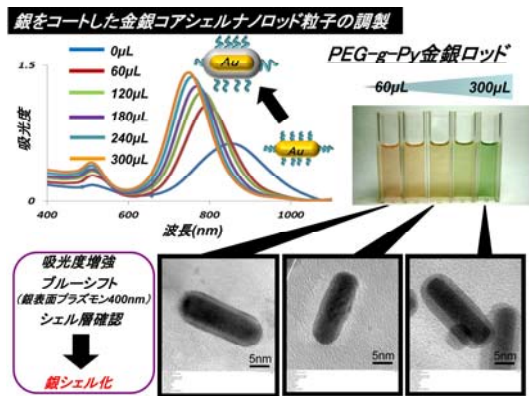 銀をコートした金銀コアシェルナノロッド粒子の調製
1.5
0μL
60μL
120μL
180μL
240μL
300μL
吸光度
0
400
600
800
1000
波長(nm)
Au
Au
PEG-g-Py金銀ロッド
60μL
300μL
吸光度増強
ブルーシフト
(銀表面プラズモン400nm)
シェル層確認
銀シェル化
5nm
5nm
5nm